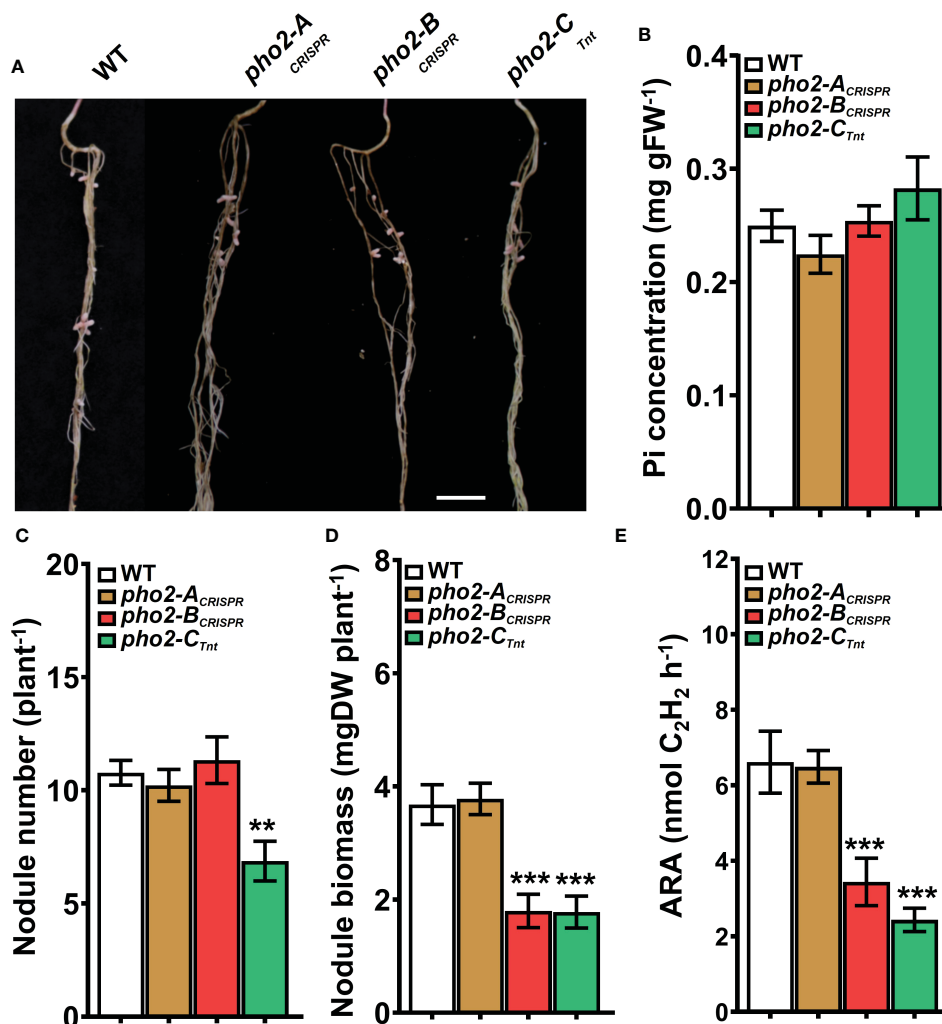 A
WT
pho2-A CRISPR
pho2-B CRISPR
pho2-C Tnt
B
Pi concentration (mg gFW⁻¹)
0.4
0.3
0.2
0.1
0.0
WT
pho2-A CRISPR
pho2-B CRISPR
pho2-C Tnt
C
Nodule number (plant⁻¹)
20
15
10
5
0
WT
pho2-A CRISPR
pho2-B CRISPR
pho2-C Tnt
**
D
Nodule biomass (mgDW plant⁻¹)
8
6
4
2
0
WT
pho2-A CRISPR
pho2-B CRISPR
pho2-C Tnt
*** ***
E
ARA (nmol C₂H₂ h⁻¹)
12
10
8
6
4
2
0
WT
pho2-A CRISPR
pho2-B CRISPR
pho2-C Tnt
***
***